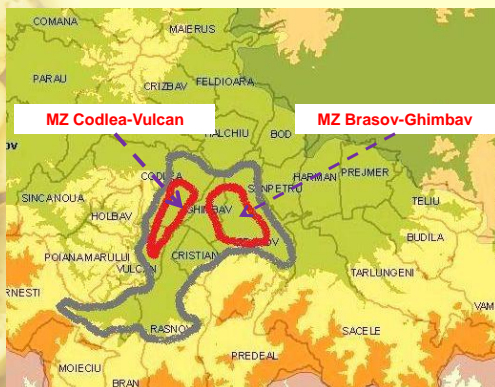 COMANA
MAIERUS
PARAU
CRIZBAV
FELDIOARA
MZ Codlea-Vulcan
MZ Brasov-Ghimbav
HALCHIU
BOD
CODLEA
SANPETRU
HARMAN
PREJMER
SINCANOUA
HOLBAV
GHIMBAV
TELIU
BUDILA
POIANAMARULUI
VULCAN
CRISTIAN
TARLUNGENI
RASNOV
SACELE
PREDEAL
MOIECIU
BRAN